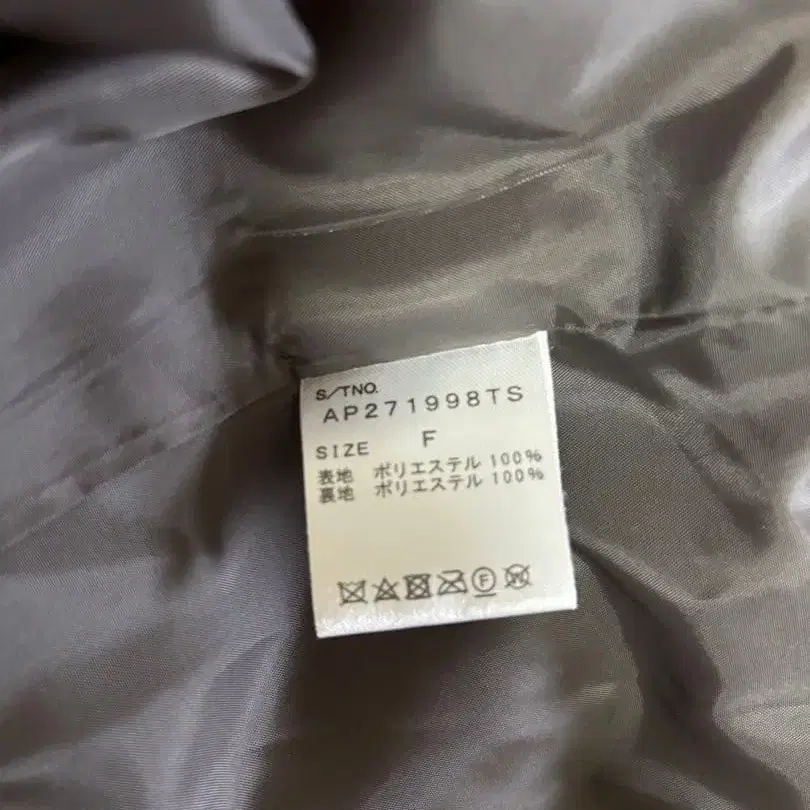 S/TNO.
AP271998TS
SIZE F
表地 ポリエステル 100%
裏地 ポリエステル 100%